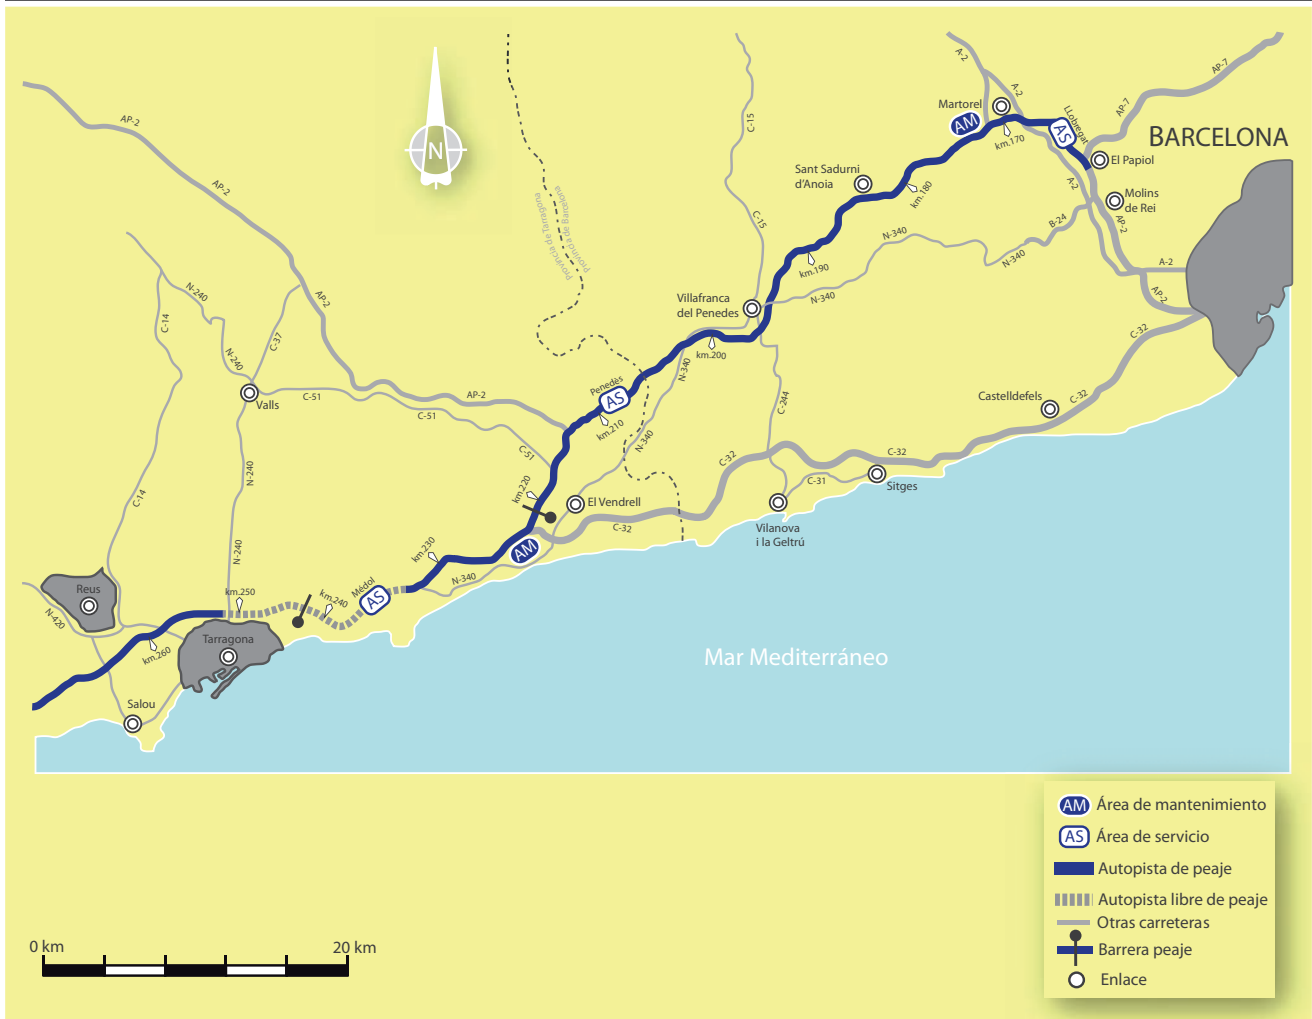 A-2
AP-7
A-2
Martorel
AM
LLobregat
AS
AP-7
BARCELONA
AP-2
C-15
km.170
El Papiol
Sant Sadurni
d'Anoia
A-2
Molins
de Rei
AP-2
km.180
Provincia de Tarragona
Provincia de Barcelona
N
C-15
B-24
AP-2
N-340
N-340
A-2
km.190
AP-2
N-240
AP-2
Villafranca
del Penedes
N-340
C-14
C-37
C-32
km.200
N-240
N-340
Penedès
AS
C-51
AP-2
Valls
C-51
C-244
Castelldefels
C-32
km.210
N-340
C-51
C-32
C-32
N-240
C-14
km.220
C-31
Sitges
El Vendrell
C-32
Vilanova
i la Geltrú
N-240
km.230
AM
N-340
Médol
AS
Reus
km.250
km.240
N-420
Tarragona
km.260
Mar Mediterráneo
Salou
AM Área de mantenimiento
AS Área de servicio
Autopista de peaje
Autopista libre de peaje
Otras carreteras
Barrera peaje
Enlace
0 km
20 km